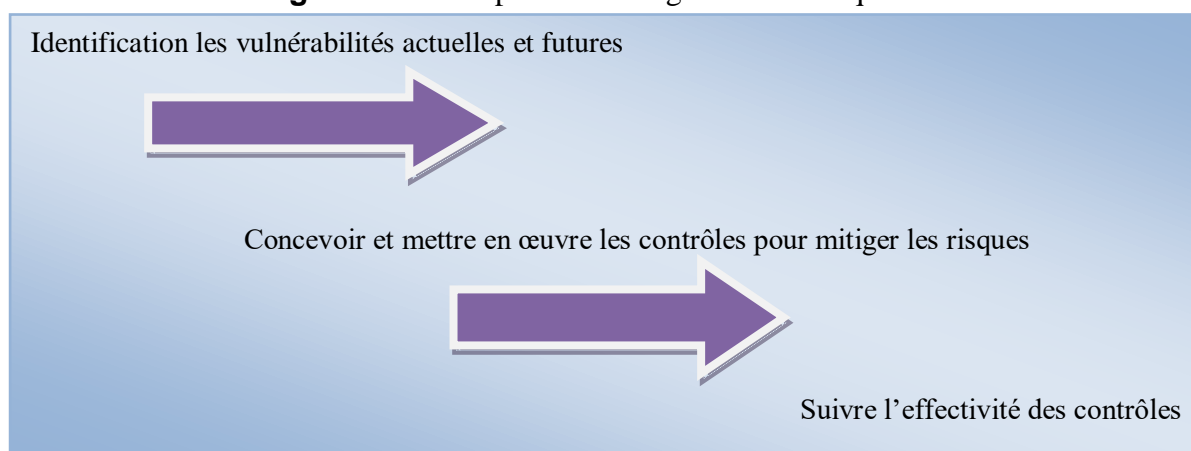 Identification les vulnérabilités actuelles et futures
Concevoir et mettre en œuvre les contrôles pour mitiger les risques
Suivre l’effectivité des contrôles